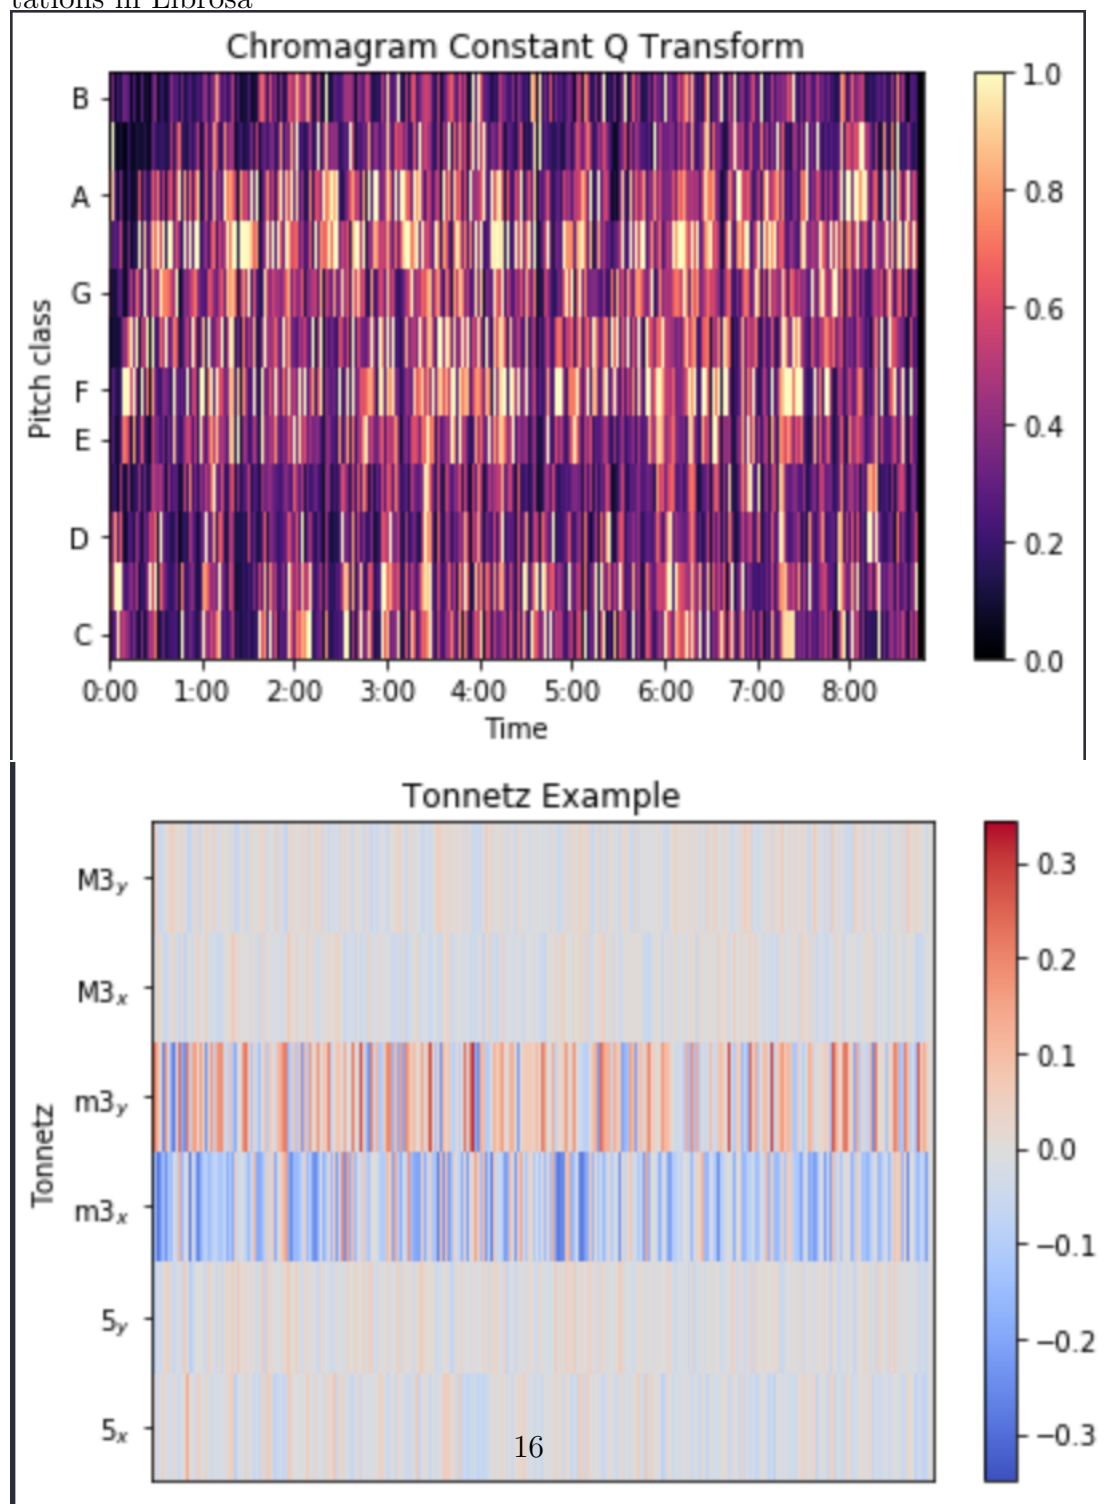 tations in Librosa
Chromagram Constant Q Transform
B
A
G
F
E
D
C
Pitch class
0:00 1:00 2:00 3:00 4:00 5:00 6:00 7:00 8:00
Time
1.0
0.8
0.6
0.4
0.2
0.0
Tonnetz Example
M3y
M3x
m3y
m3x
5y
5x
Tonnetz
0.3
0.2
0.1
0.0
−0.1
−0.2
−0.3
16